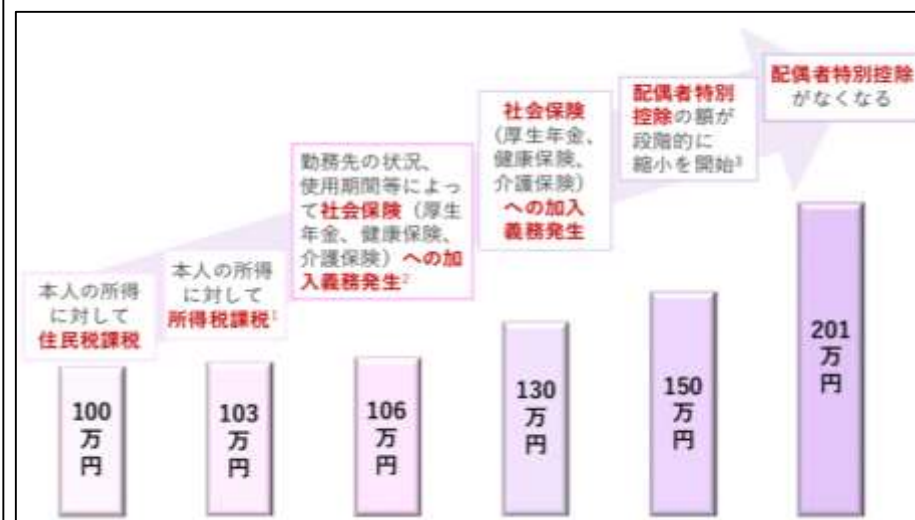 本人の所得
に対して
住民税課税
本人の所得
に対して
所得税課税1
勤務先の状況、
使用期間等によっ
て社会保険（厚生
年金、健康保険、
介護保険）への加
入義務発生2
社会保険
（厚生年金、
健康保険、
介護保険）
への加入
義務発生
配偶者特別
控除の額が
段階的に
縮小を開始3
配偶者特別控除
がなくなる
100
万
円
103
万
円
106
万
円
130
万
円
150
万
円
201
万
円